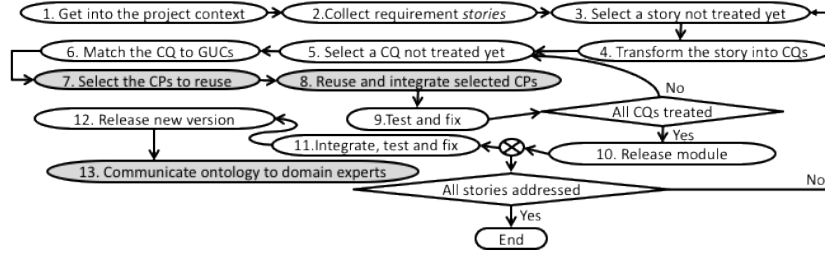 1. Get into the project context
2.Collect requirement stories
3. Select a story not treated yet
6. Match the CQ to GUCs
5. Select a CQ not treated yet
4. Transform the story into CQs
7. Select the CPs to reuse
8. Reuse and integrate selected CPs
No
12. Release new version
9.Test and fix
All CQs treated
Yes
11.Integrate, test and fix
10. Release module
13. Communicate ontology to domain experts
All stories addressed
No
Yes
End